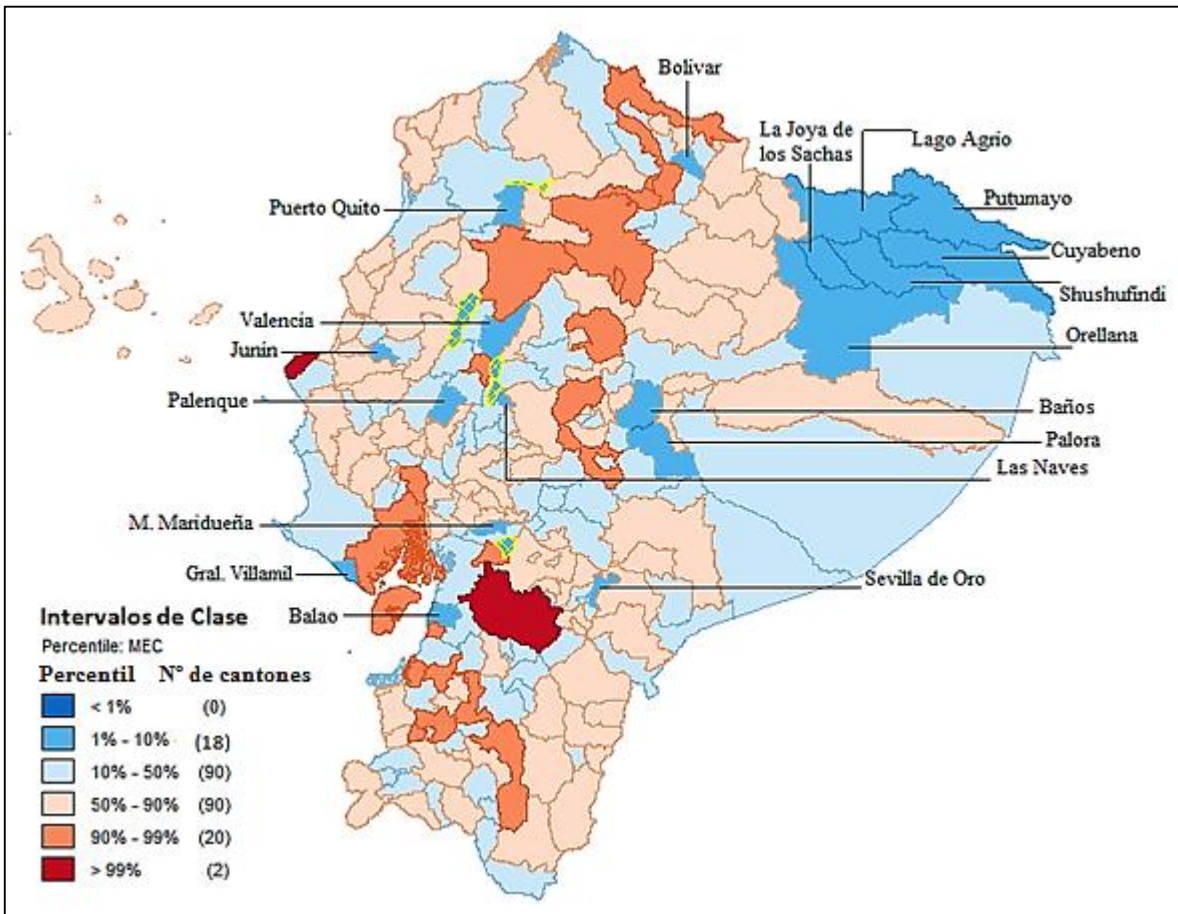 Bolivar
La Joya de
los Sachas
Lago Agrio
Puerto Quito
Putumayo
Cuyabeno
Shushufindi
Valencia
Orellana
Junin
Palenque
Baños
Palora
Las Naves
M. Maridueña
Gral. Villamil
Sevilla de Oro
Balao
Intervalos de Clase
Percentile: MEC
Percentil N° de cantones
< 1% (0)
1% - 10% (18)
10% - 50% (90)
50% - 90% (90)
90% - 99% (20)
> 99% (2)